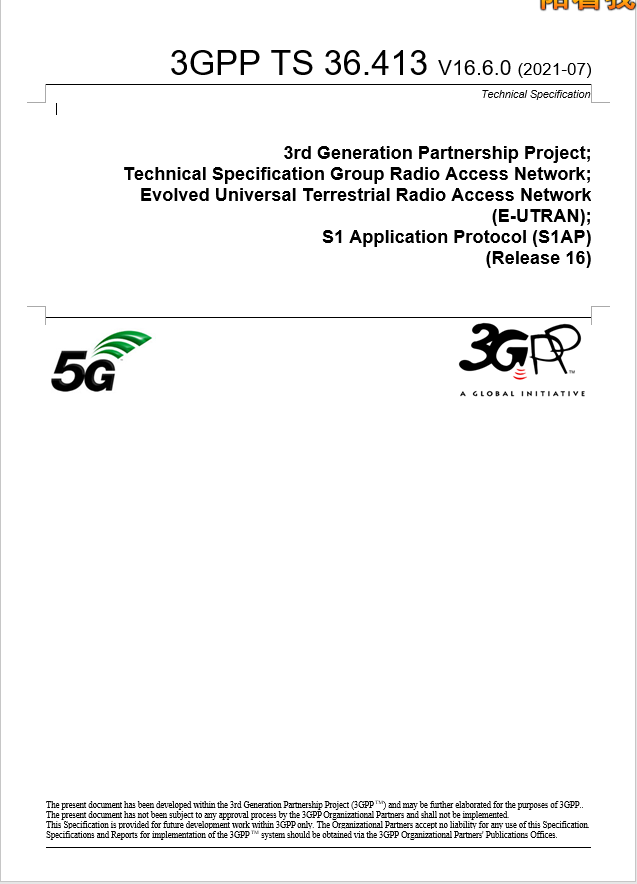 陪着我
3GPP TS 36.413 V16.6.0 (2021-07)
Technical Specification
3rd Generation Partnership Project;
Technical Specification Group Radio Access Network;
Evolved Universal Terrestrial Radio Access Network
(E-UTRAN);
S1 Application Protocol (S1AP)
(Release 16)
5G
3GPP
TM
A GLOBAL INITIATIVE
The present document has been developed within the 3rd Generation Partnership Project (3GPP TM) and may be further elaborated for the purposes of 3GPP..
The present document has not been subject to any approval process by the 3GPP Organizational Partners and shall not be implemented.
This Specification is provided for future development work within 3GPP only. The Organizational Partners accept no liability for any use of this Specification.
Specifications and Reports for implementation of the 3GPP TM system should be obtained via the 3GPP Organizational Partners' Publications Offices.